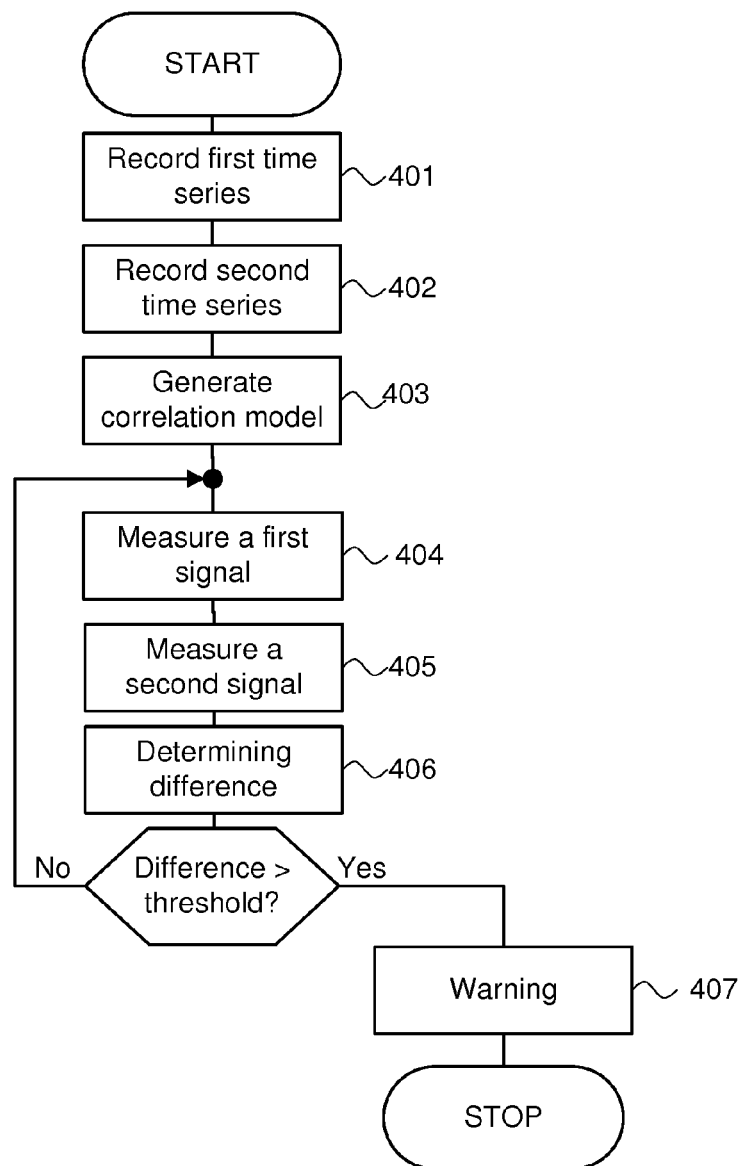 START
Record first time
series
401
Record second
time series
402
Generate
correlation model
403
Measure a first
signal
404
Measure a
second signal
405
Determining
difference
406
No
Difference >
threshold?
Yes
Warning
407
STOP